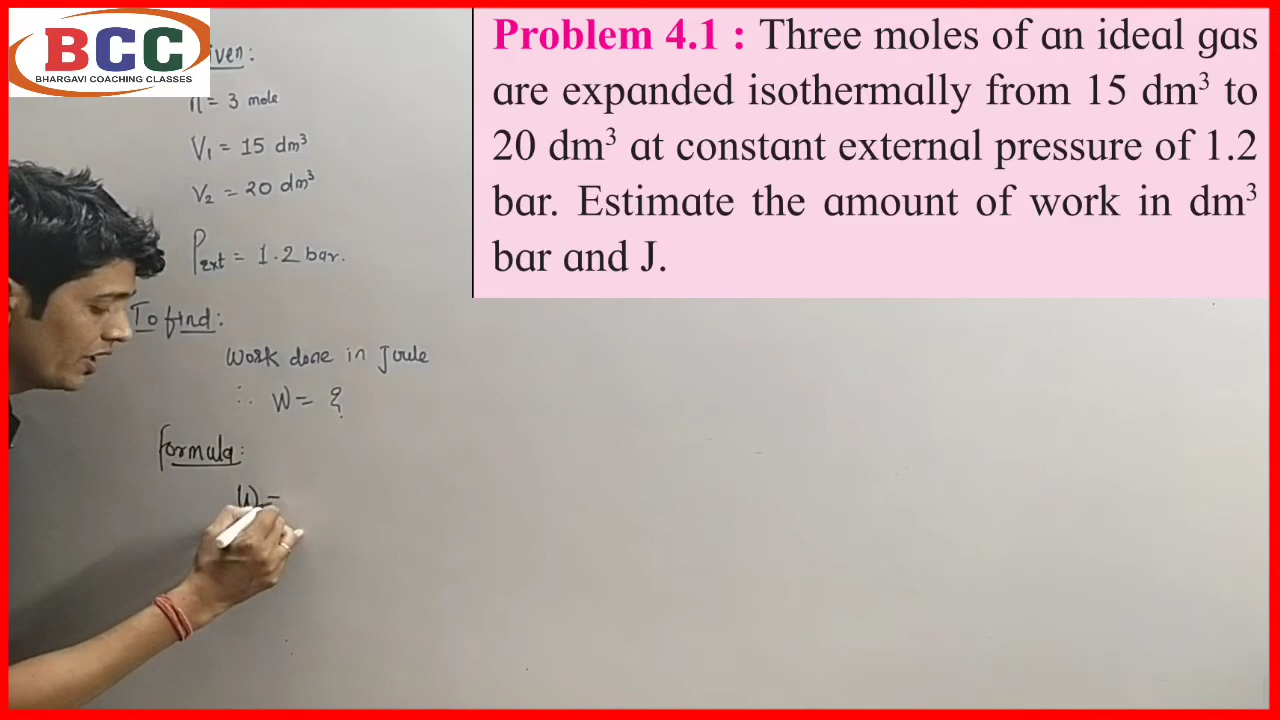 BCC
BHARGAVI COACHING CLASSES
iven:
n = 3 mole
V₁ = 15 dm³
V₂ = 20 dm³
Pext = 1.2 bar.
To find:
Work done in Joule
∴ W = ?
Formula:
W =
Problem 4.1 : Three moles of an ideal gas
are expanded isothermally from 15 dm³ to
20 dm³ at constant external pressure of 1.2
bar. Estimate the amount of work in dm³
bar and J.